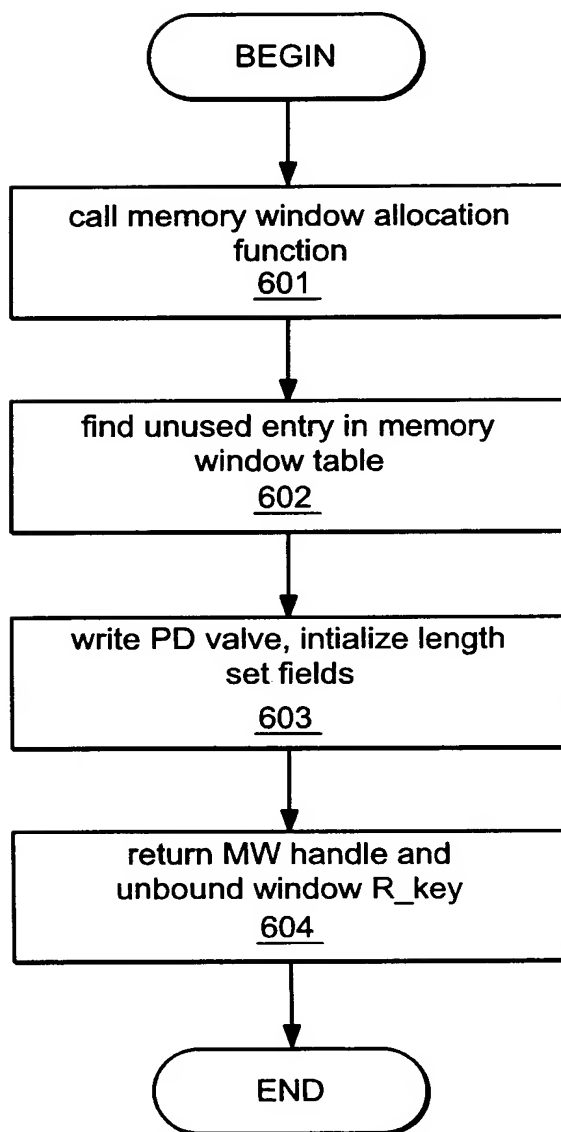 BEGIN
call memory window allocation
function
601
find unused entry in memory
window table
602
write PD valve, intialize length
set fields
603
return MW handle and
unbound window R_key
604
END